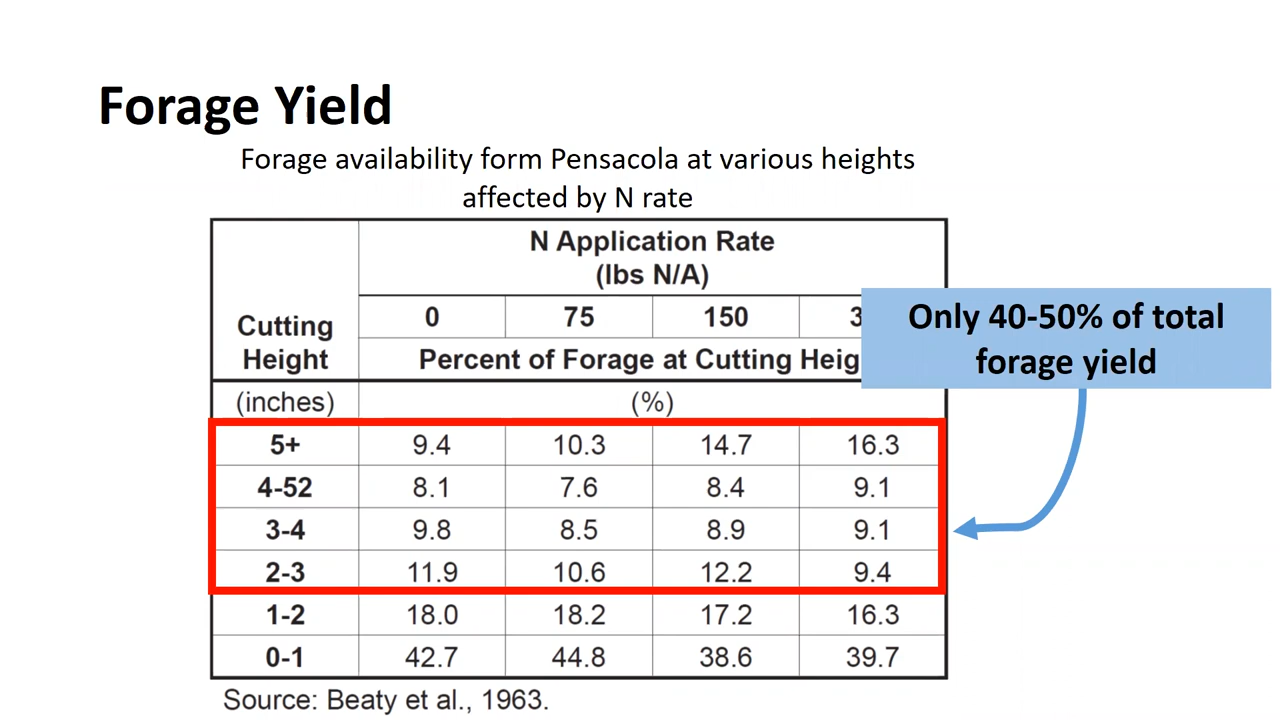 Forage Yield
Forage availability form Pensacola at various heights
affected by N rate
N Application Rate
(lbs N/A)
Cutting
Height
0 75 150
Percent of Forage at Cutting
Only 40-50% of total
forage yield
(inches) (%)
5+ 9.4 10.3 14.7 16.3
4-52 8.1 7.6 8.4 9.1
3-4 9.8 8.5 8.9 9.1
2-3 11.9 10.6 12.2 9.4
1-2 18.0 18.2 17.2 16.3
0-1 42.7 44.8 38.6 39.7
Source: Beaty et al., 1963.